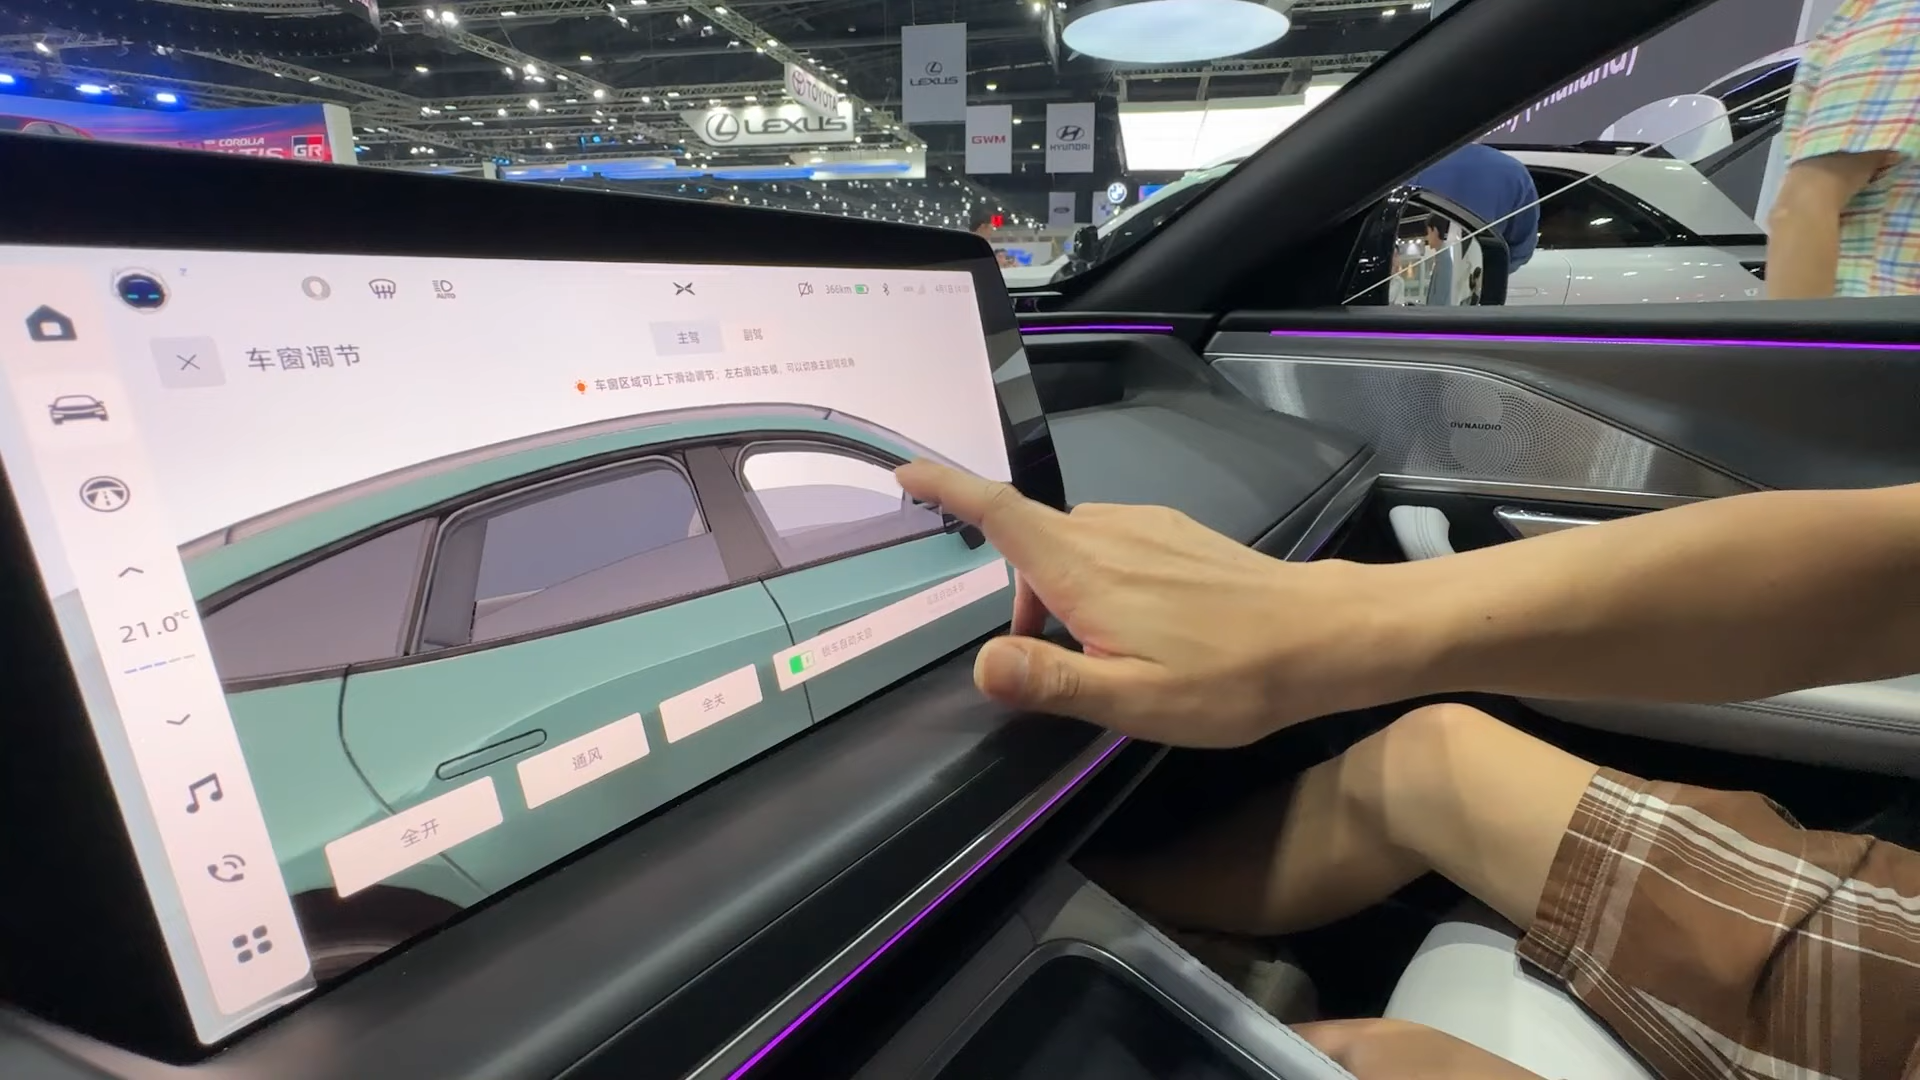 TOYOTA
LEXUS
LEXUS
GWM
HYUNDAI
COROLLA
GR
AUTO
366km
车窗调节
主驾
副驾
车窗区域可上下滑动调节；左右滑动车模，可以切换主副驾视角
21.0℃
全开
通风
全关
锁车自动关窗
DYNAUDIO